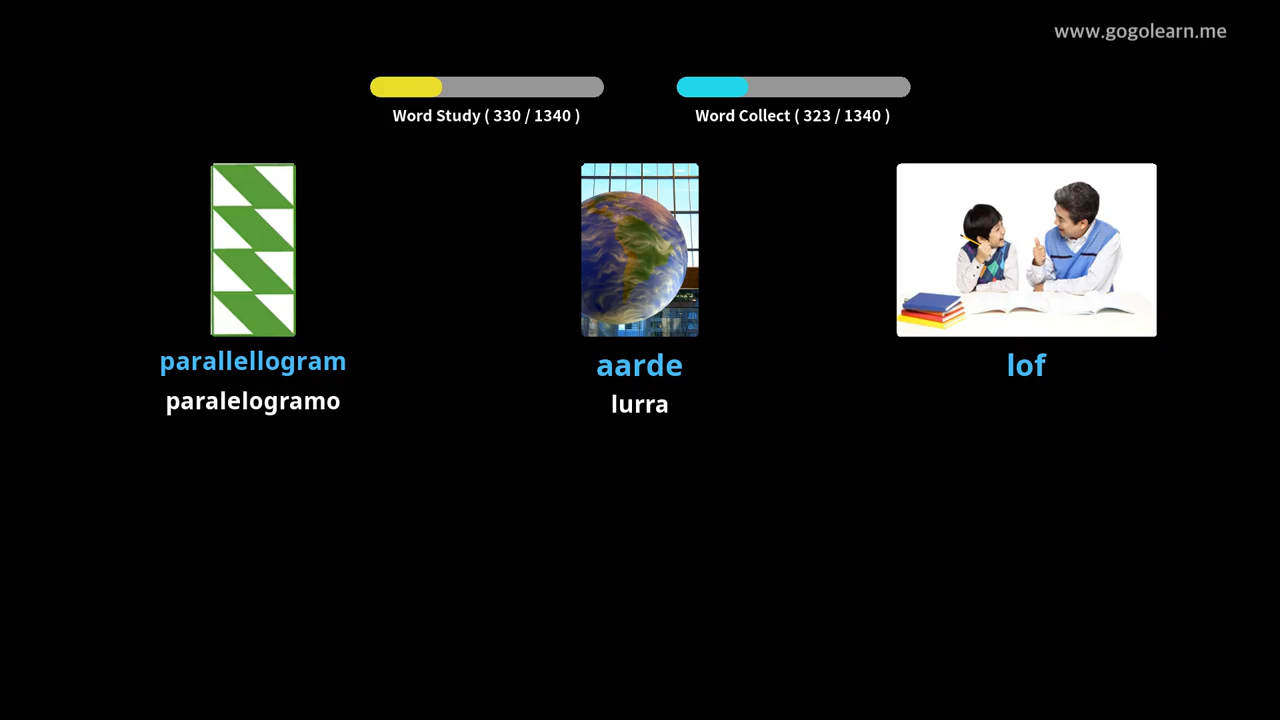 www.gogolearn.me
Word Study ( 330 / 1340 )
Word Collect ( 323 / 1340 )
parallellogram
paralelogramo
aarde
lurra
lof